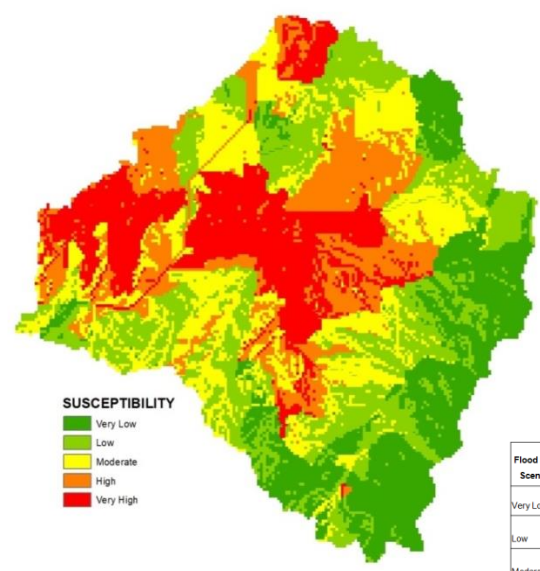 SUSCEPTIBILITY
Very Low
Low
Moderate
High
Very High
Flood
Scen
Very Lo
Low